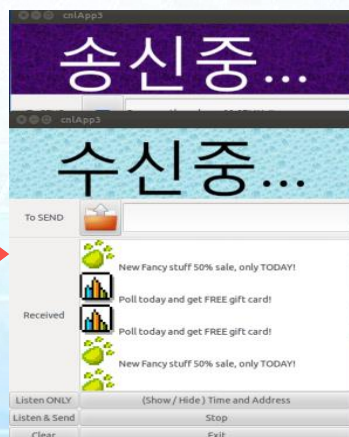 cnlApp3
송신중...
cnlApp3
수신중...
To SEND
New Fancy stuff 50% sale, only TODAY!
Poll today and get FREE gift card!
Received
Poll today and get FREE gift card!
New Fancy stuff 50% sale, only TODAY!
Listen ONLY
(Show / Hide ) Time and Address
Listen & Send
Stop
Clear
Exit